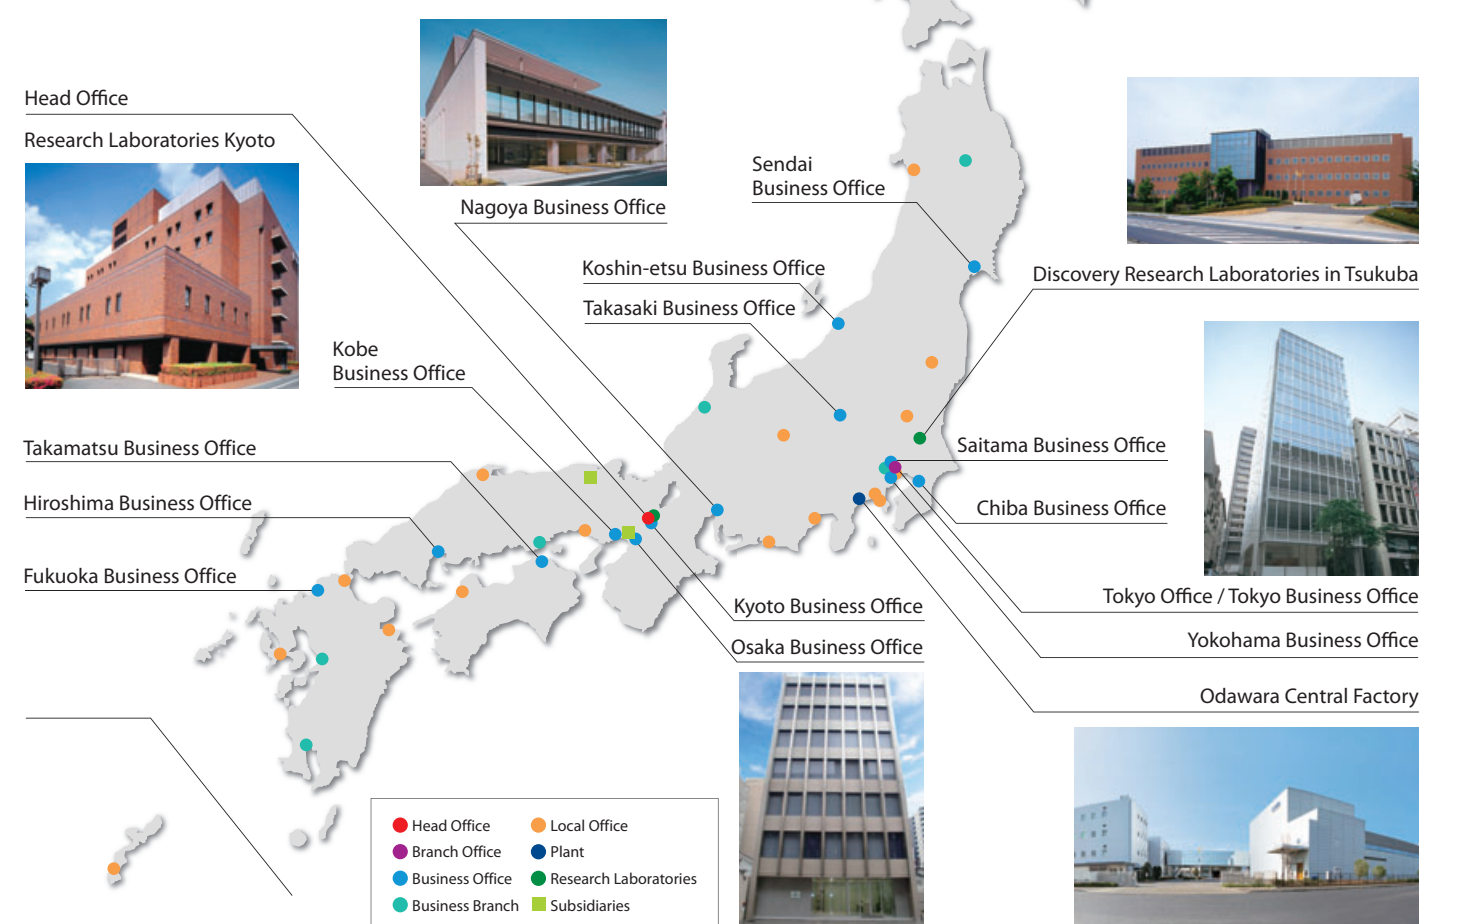 Head Office
Research Laboratories Kyoto
Nagoya Business Office
Sendai
Business Office
Koshin-etsu Business Office
Takasaki Business Office
Discovery Research Laboratories in Tsukuba
Kobe
Business Office
Takamatsu Business Office
Hiroshima Business Office
Fukuoka Business Office
Saitama Business Office
Chiba Business Office
Tokyo Office / Tokyo Business Office
Kyoto Business Office
Yokohama Business Office
Osaka Business Office
Odawara Central Factory
Head Office
Branch Office
Business Office
Business Branch
Local Office
Plant
Research Laboratories
Subsidiaries